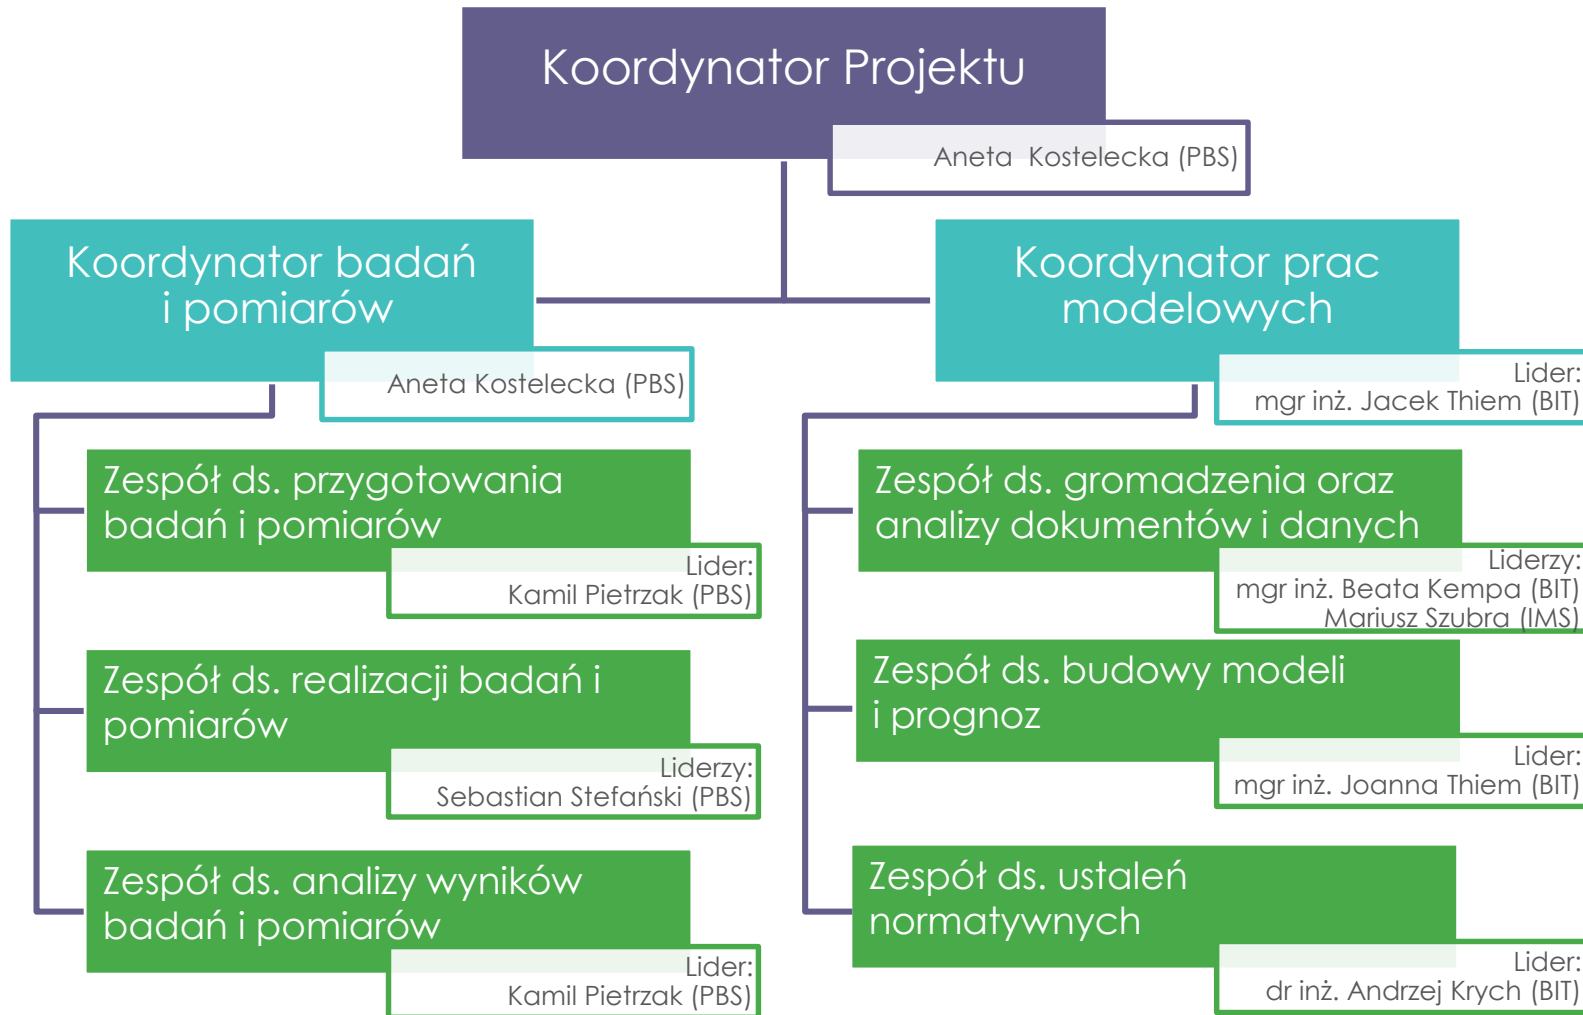 Koordynator Projektu
Aneta Kostelecka (PBS)
Koordynator badań
i pomiarów
Aneta Kostelecka (PBS)
Zespół ds. przygotowania
badań i pomiarów
Lider:
Kamil Pietrzak (PBS)
Zespół ds. realizacji badań i
pomiarów
Liderzy:
Sebastian Stefański (PBS)
Zespół ds. analizy wyników
badań i pomiarów
Lider:
Kamil Pietrzak (PBS)
Koordynator prac
modelowych
Lider:
mgr inż. Jacek Thiem (BIT)
Zespół ds. gromadzenia oraz
analizy dokumentów i danych
Liderzy:
mgr inż. Beata Kempa (BIT)
Mariusz Szubra (IMS)
Zespół ds. budowy modeli
i prognoz
Lider:
mgr inż. Joanna Thiem (BIT)
Zespół ds. ustaleń
normatywnych
Lider:
dr inż. Andrzej Krych (BIT)